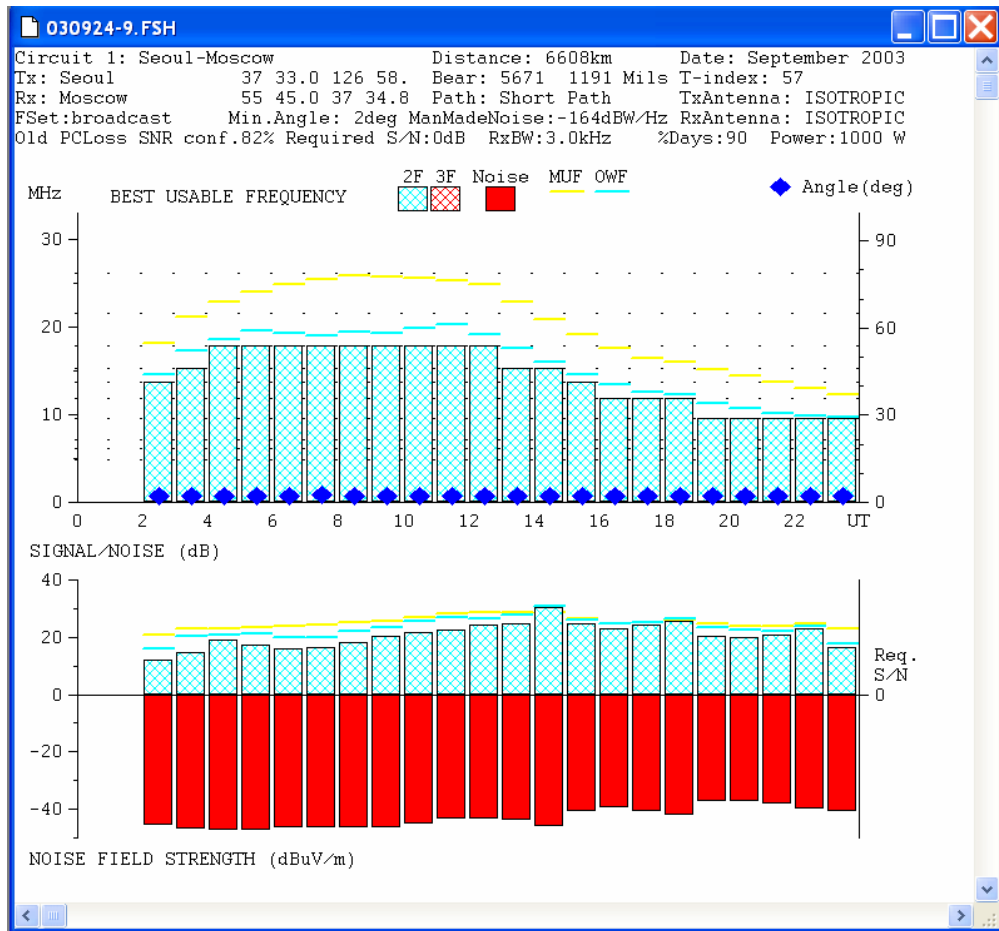 030924-9.FSH
Circuit 1: Seoul-Moscow Distance: 6608km Date: September 2003
Tx: Seoul 37 33.0 126 58. Bear: 5671 1191 Mils T-index: 57
Rx: Moscow 55 45.0 37 34.8 Path: Short Path TxAntenna: ISOTROPIC
FSet:broadcast Min.Angle: 2deg ManMadeNoise:-164dBW/Hz RxAntenna: ISOTROPIC
Old PCLoss SNR conf.82% Required S/N:0dB RxBW:3.0kHz %Days:90 Power:1000 W
2F 3F Noise MUF OWF
MHz BEST USABLE FREQUENCY Angle(deg)
30 90
20 60
10 30
0 0
0 2 4 6 8 10 12 14 16 18 20 22 UT
SIGNAL/NOISE (dB)
40
20
Req.
S/N
0 0
-20
-40
NOISE FIELD STRENGTH (dBuV/m)